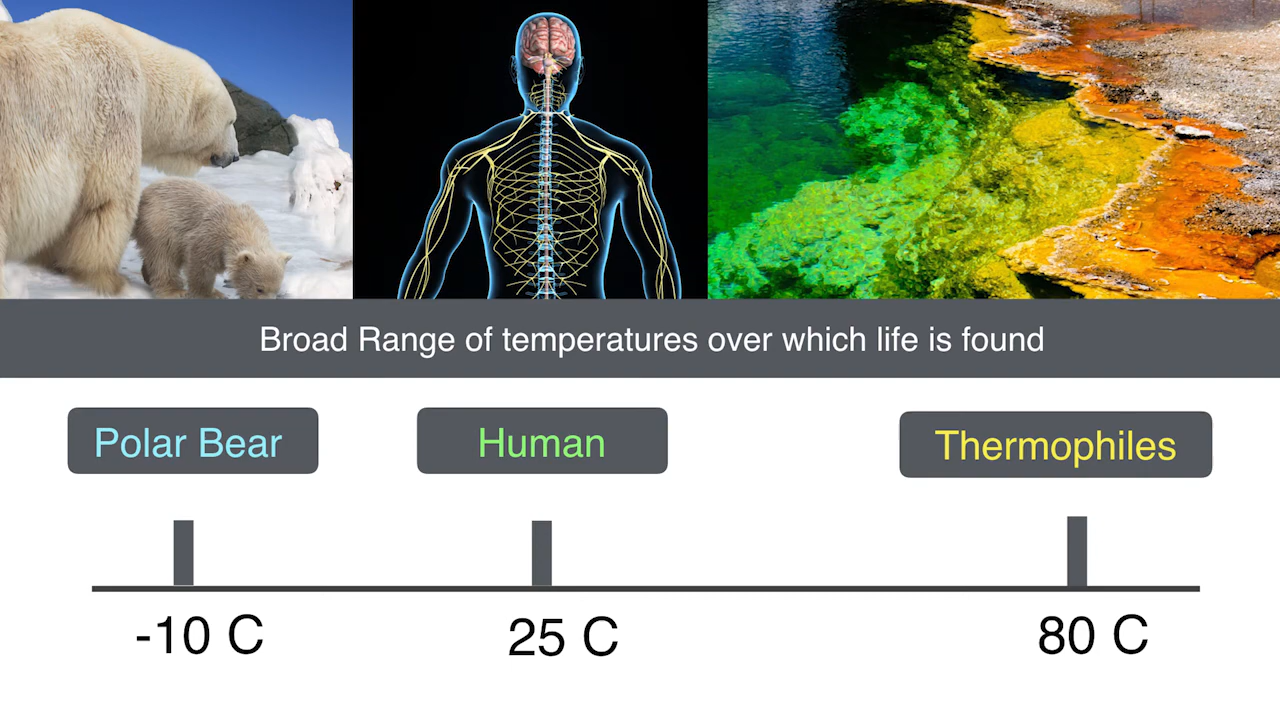 Broad Range of temperatures over which life is found
Polar Bear
Human
Thermophiles
-10 C
25 C
80 C